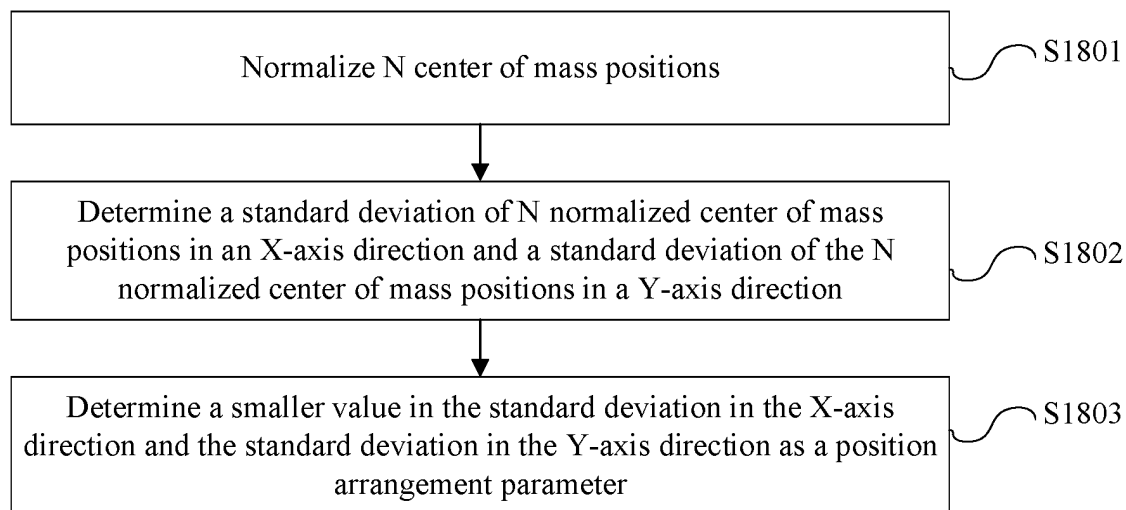 Normalize N center of mass positions
S1801
Determine a standard deviation of N normalized center of mass
positions in an X-axis direction and a standard deviation of the N
normalized center of mass positions in a Y-axis direction
S1802
Determine a smaller value in the standard deviation in the X-axis
direction and the standard deviation in the Y-axis direction as a position
arrangement parameter
S1803